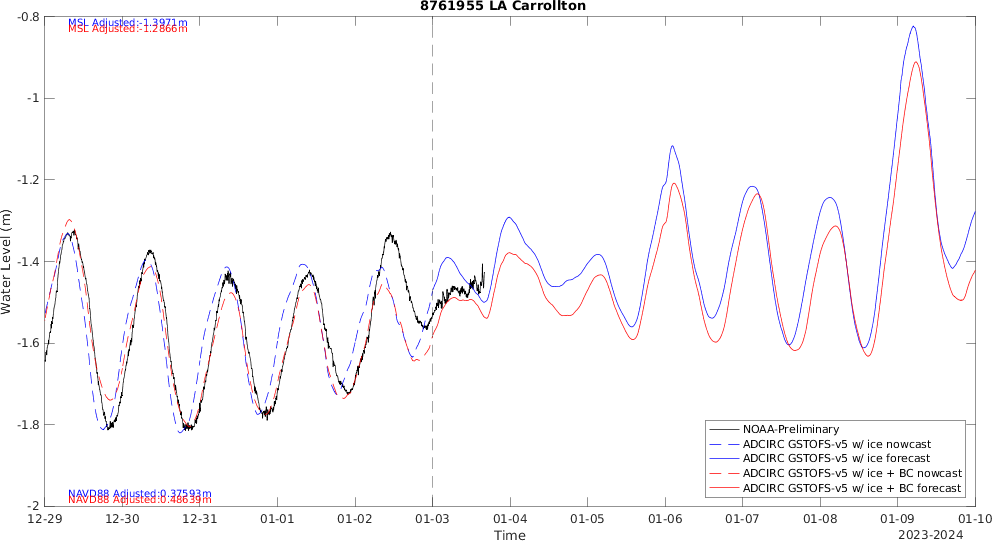 8761955 LA Carrollton
MSL Adjusted:-1.3971m
MSL Adjusted:-1.2866m
-0.8
-1
-1.2
-1.4
-1.6
-1.8
-2
Water Level (m)
NOAA-Preliminary
ADCIRC GSTOFS-v5 w/ ice nowcast
ADCIRC GSTOFS-v5 w/ ice forecast
ADCIRC GSTOFS-v5 w/ ice + BC nowcast
ADCIRC GSTOFS-v5 w/ ice + BC forecast
NAVD88 Adjusted:0.37593m
NAVD88 Adjusted:0.48639m
12-29 12-30 12-31 01-01 01-02 01-03 01-04 01-05 01-06 01-07 01-08 01-09 01-10
Time
2023-2024